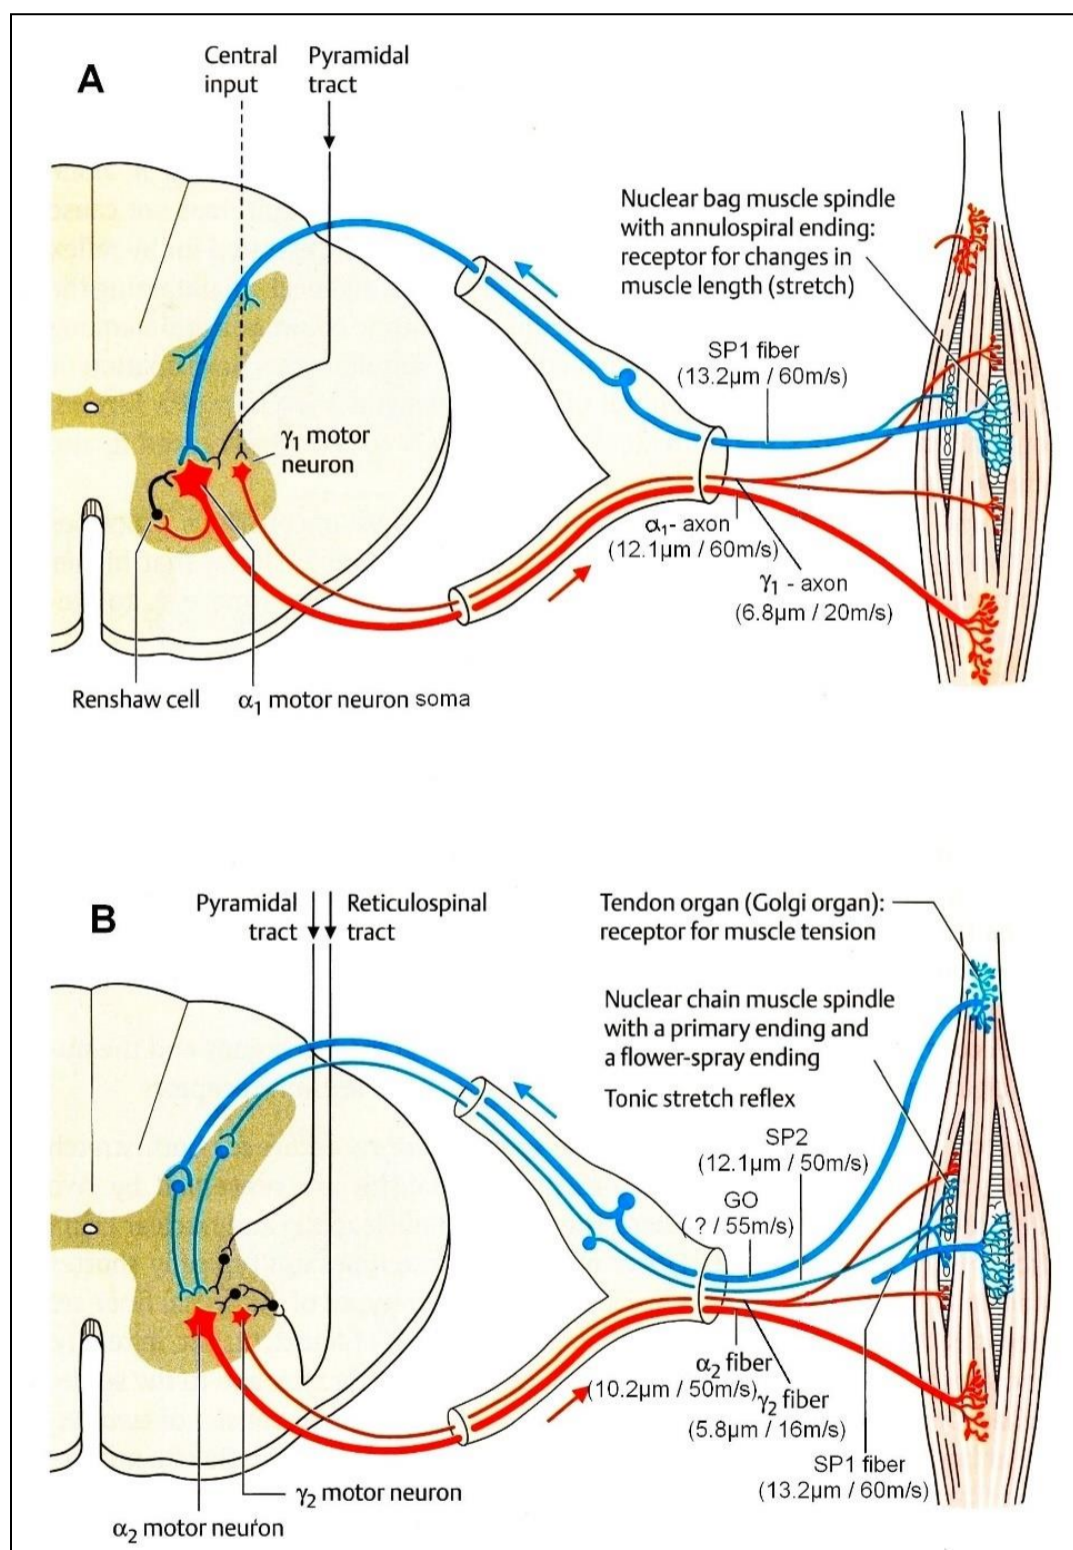 A
Central
input
Pyramidal
tract
Nuclear bag muscle spindle
with annulospiral ending:
receptor for changes in
muscle length (stretch)
SP1 fiber
(13.2µm / 60m/s)
γ1 motor
neuron
α1- axon
(12.1µm / 60m/s)
γ1 - axon
(6.8µm / 20m/s)
Renshaw cell
α1 motor neuron soma
B
Pyramidal
tract
Reticulospinal
tract
Tendon organ (Golgi organ):
receptor for muscle tension
Nuclear chain muscle spindle
with a primary ending and
a flower-spray ending
Tonic stretch reflex
SP2
(12.1µm / 50m/s)
GO
( ? / 55m/s)
α2 fiber
(10.2µm / 50m/s)
γ2 fiber
(5.8µm / 16m/s)
SP1 fiber
(13.2µm / 60m/s)
γ2 motor neuron
α2 motor neuron